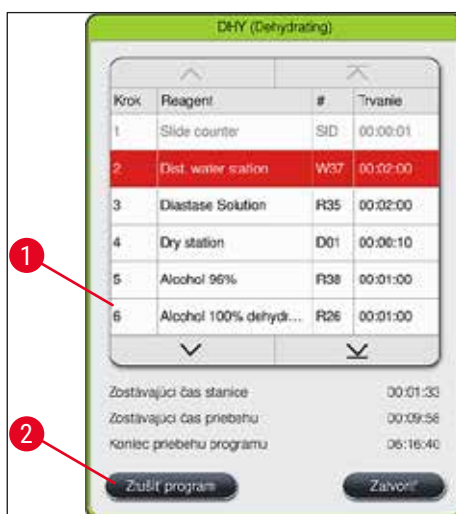 DHY (Dehydrating)
Krok Reagent # Trvanie
1 Slide counter SID 00:00:01
2 Dist. water station W37 00:02:00
3 Diastase Solution R35 00:02:00
4 Dry station D01 00:00:10
5 Alcohol 96% R38 00:01:00
6 Alcohol 100% dehydr... R26 00:01:00
1
Zostávajúci čas stanice 00:01:33
Zostávajúci čas priebehu 00:09:58
Koniec priebehu programu 06:16:40
2
Zrušiť program Zatvoriť